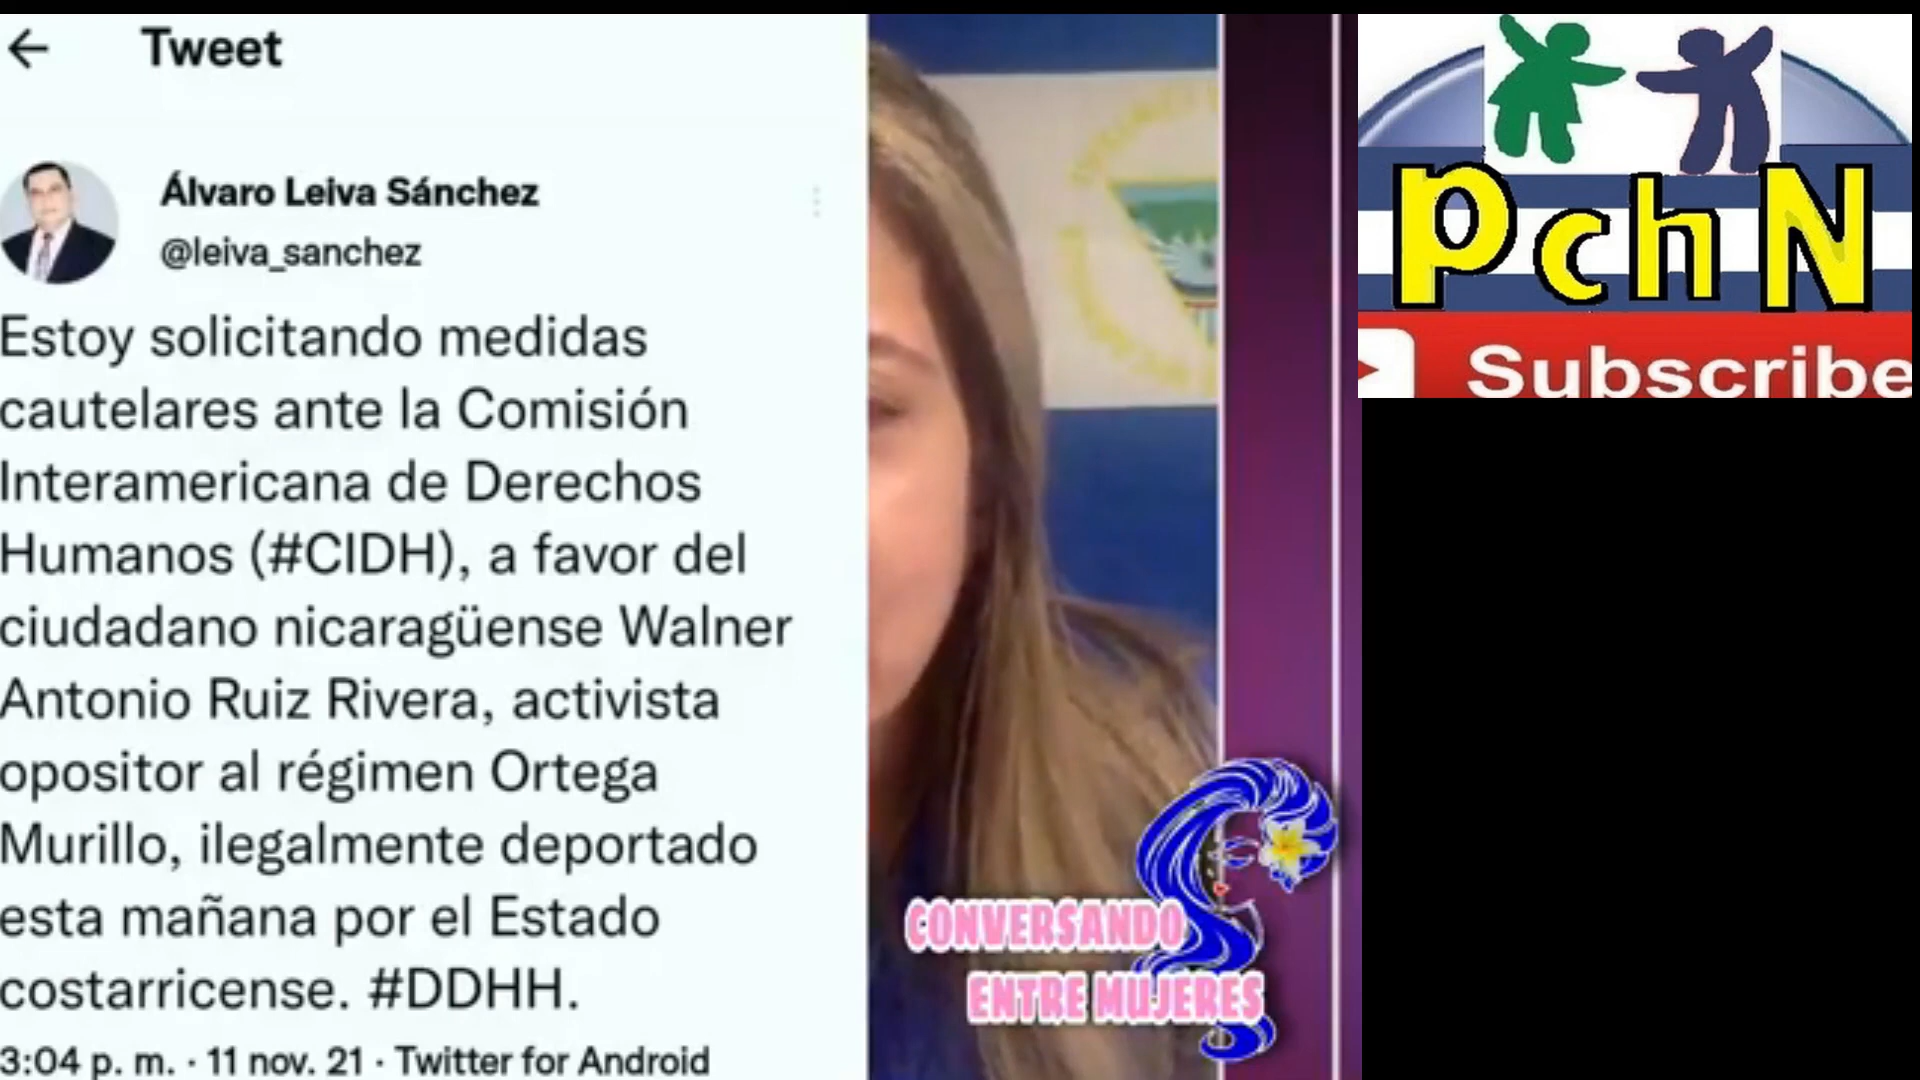 Tweet
Álvaro Leiva Sánchez
@leiva_sanchez
Estoy solicitando medidas
cautelares ante la Comisión
Interamericana de Derechos
Humanos (#CIDH), a favor del
ciudadano nicaragüense Walner
Antonio Ruiz Rivera, activista
opositor al régimen Ortega
Murillo, ilegalmente deportado
esta mañana por el Estado
costarricense. #DDHH.
3:04 p. m. · 11 nov. 21 · Twitter for Android
CONVERSANDO
ENTRE MUJERES
PchN
Subscribe